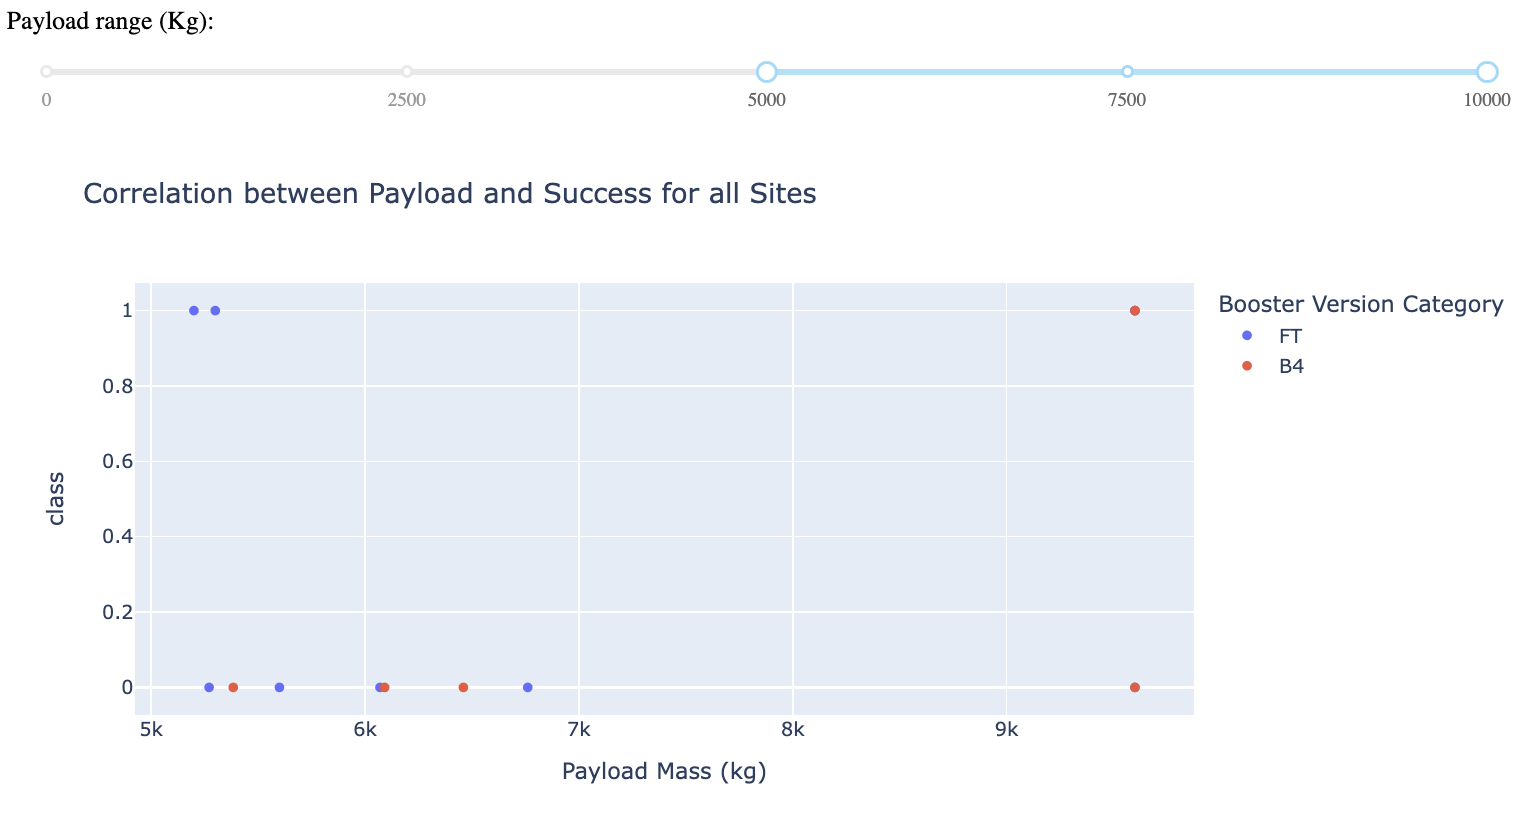 Payload range (Kg):
0 2500 5000 7500 10000
Correlation between Payload and Success for all Sites
Booster Version Category
FT
B4
1
0.8
0.6
0.4
0.2
0
class
5k 6k 7k 8k 9k
Payload Mass (kg)